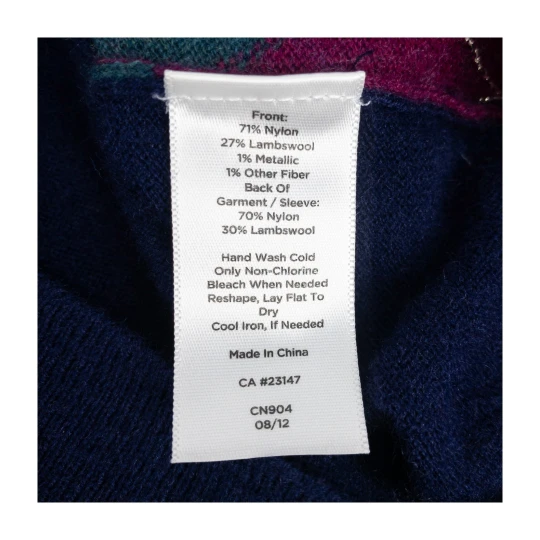 Front:
71% Nylon
27% Lambswool
1% Metallic
1% Other Fiber
Back Of
Garment / Sleeve:
70% Nylon
30% Lambswool
Hand Wash Cold
Only Non-Chlorine
Bleach When Needed
Reshape, Lay Flat To
Dry
Cool Iron, If Needed
Made In China
CA #23147
CN904
08/12